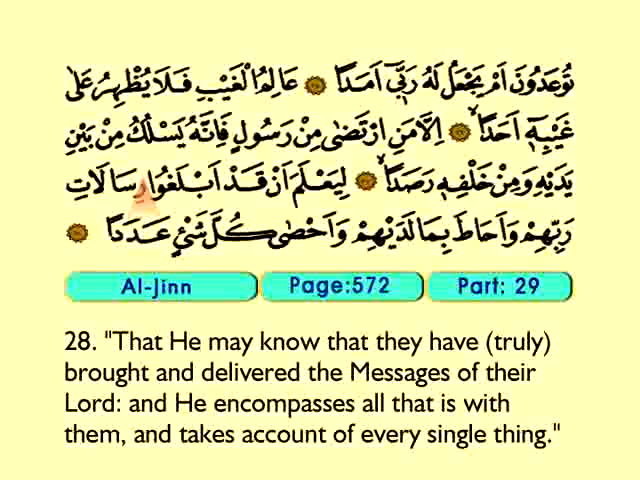 تُوعَدُونَ أَمْ يَجْعَلُ لَهُ رَبِّي أَمَدًا ۝ عَالِمُ الْغَيْبِ فَلَا يُظْهِرُ عَلَىٰ
غَيْبِهِ أَحَدًا ۝ إِلَّا مَنِ ارْتَضَىٰ مِنْ رَسُولٍ فَإِنَّهُ يَسْلُكُ مِنْ بَيْنِ
يَدَيْهِ وَمِنْ خَلْفِهِ رَصَدًا ۝ لِيَعْلَمَ أَنْ قَدْ أَبْلَغُوا رِسَالَاتِ
رَبِّهِمْ وَأَحَاطَ بِمَا لَدَيْهِمْ وَأَحْصَىٰ كُلَّ شَيْءٍ عَدَدًا ۝
Al-Jinn Page:572 Part: 29
28. "That He may know that they have (truly)
brought and delivered the Messages of their
Lord: and He encompasses all that is with
them, and takes account of every single thing."